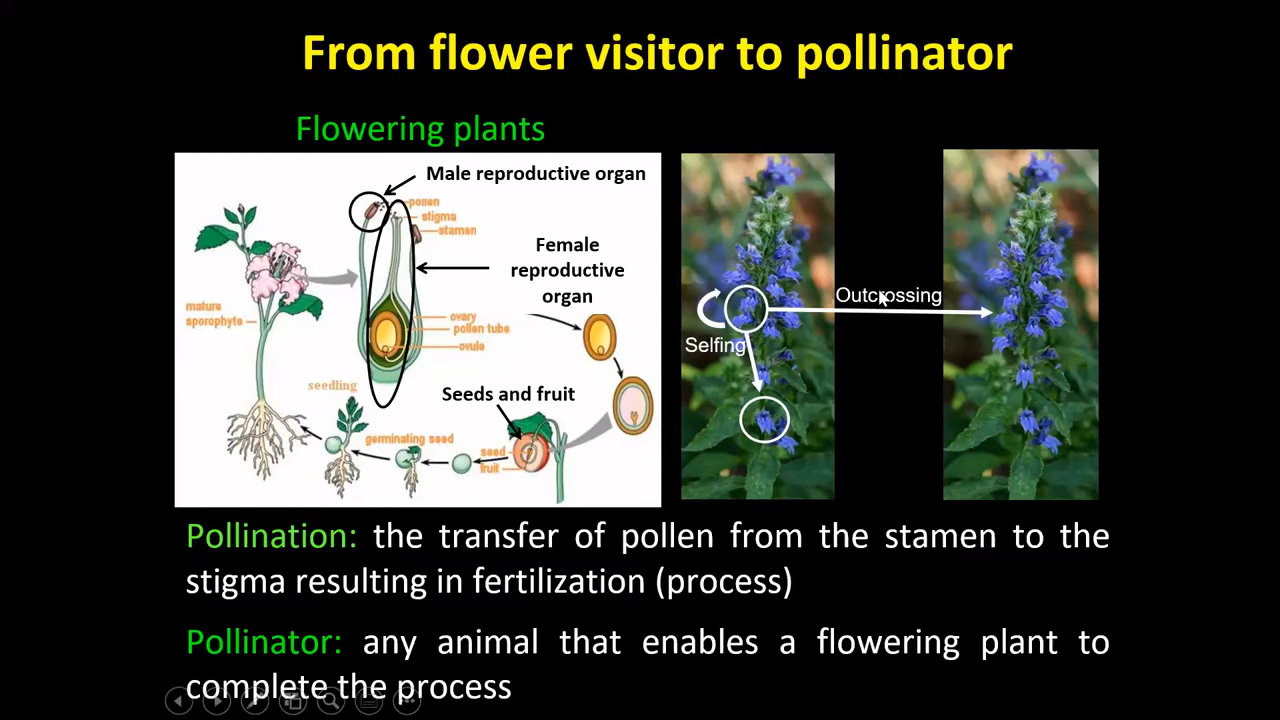 From flower visitor to pollinator
Flowering plants
Male reproductive organ
pollen
stigma
stamen
Female
reproductive
organ
mature
sporophyte
ovary
pollen tube
ovule
seedling
Seeds and fruit
germinating seed
seed
fruit
Outcrossing
Selfing
Pollination: the transfer of pollen from the stamen to the
stigma resulting in fertilization (process)
Pollinator: any animal that enables a flowering plant to
complete the process